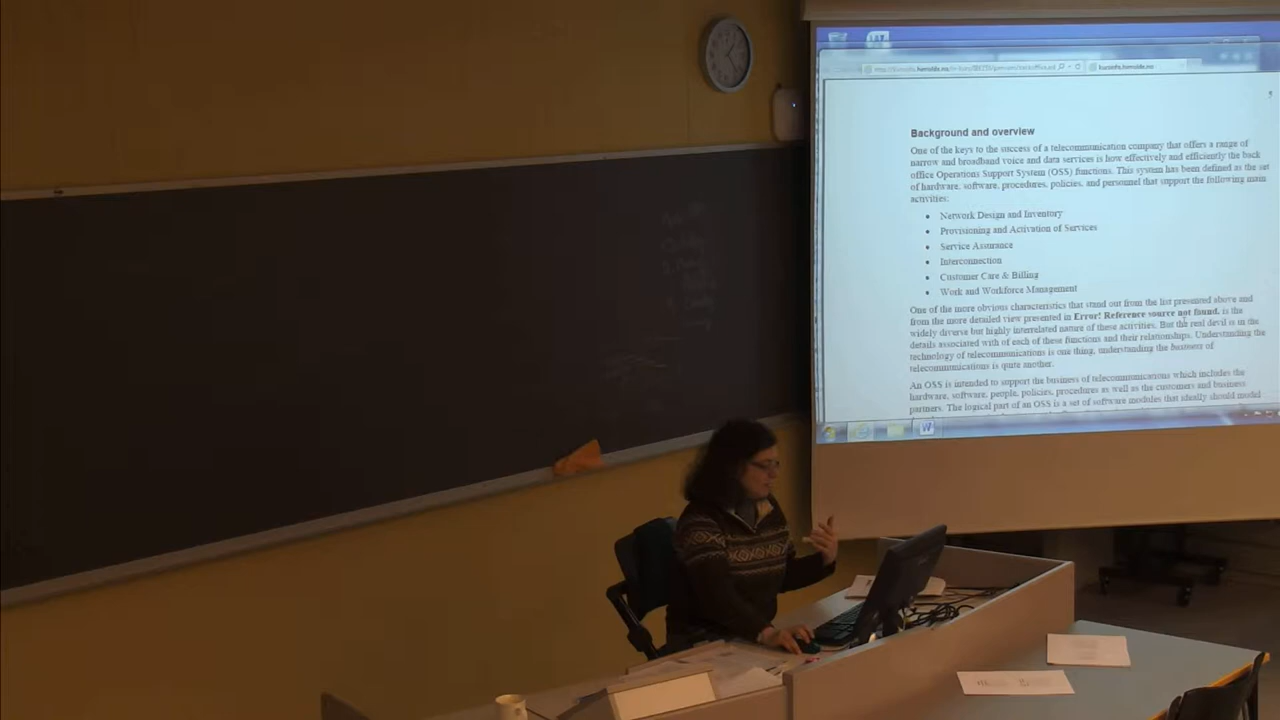 Background and overview
One of the keys to the success of a telecommunication company that offers a range of
narrow and broadband voice and data services is how effectively and efficiently the back
office Operations Support System (OSS) functions. This system has been defined as the set
of hardware, software, procedures, policies, and personnel that support the following main
activities:
• Network Design and Inventory
• Provisioning and Activation of Services
• Service Assurance
• Interconnection
• Customer Care & Billing
• Work and Workforce Management
One of the more obvious characteristics that stand out from the list presented above and
from the more detailed view presented in Error! Reference source not found. is the
widely diverse but highly interrelated nature of these activities. But the real devil is in the
details associated with of each of these functions and their relationships. Understanding the
technology of telecommunications is one thing, understanding the business of
telecommunications is quite another.
An OSS is intended to support the business of telecommunications which includes the
hardware, software, people, policies, procedures as well as the customers and business
partners. The logical part of an OSS is a set of software modules that ideally should model
W